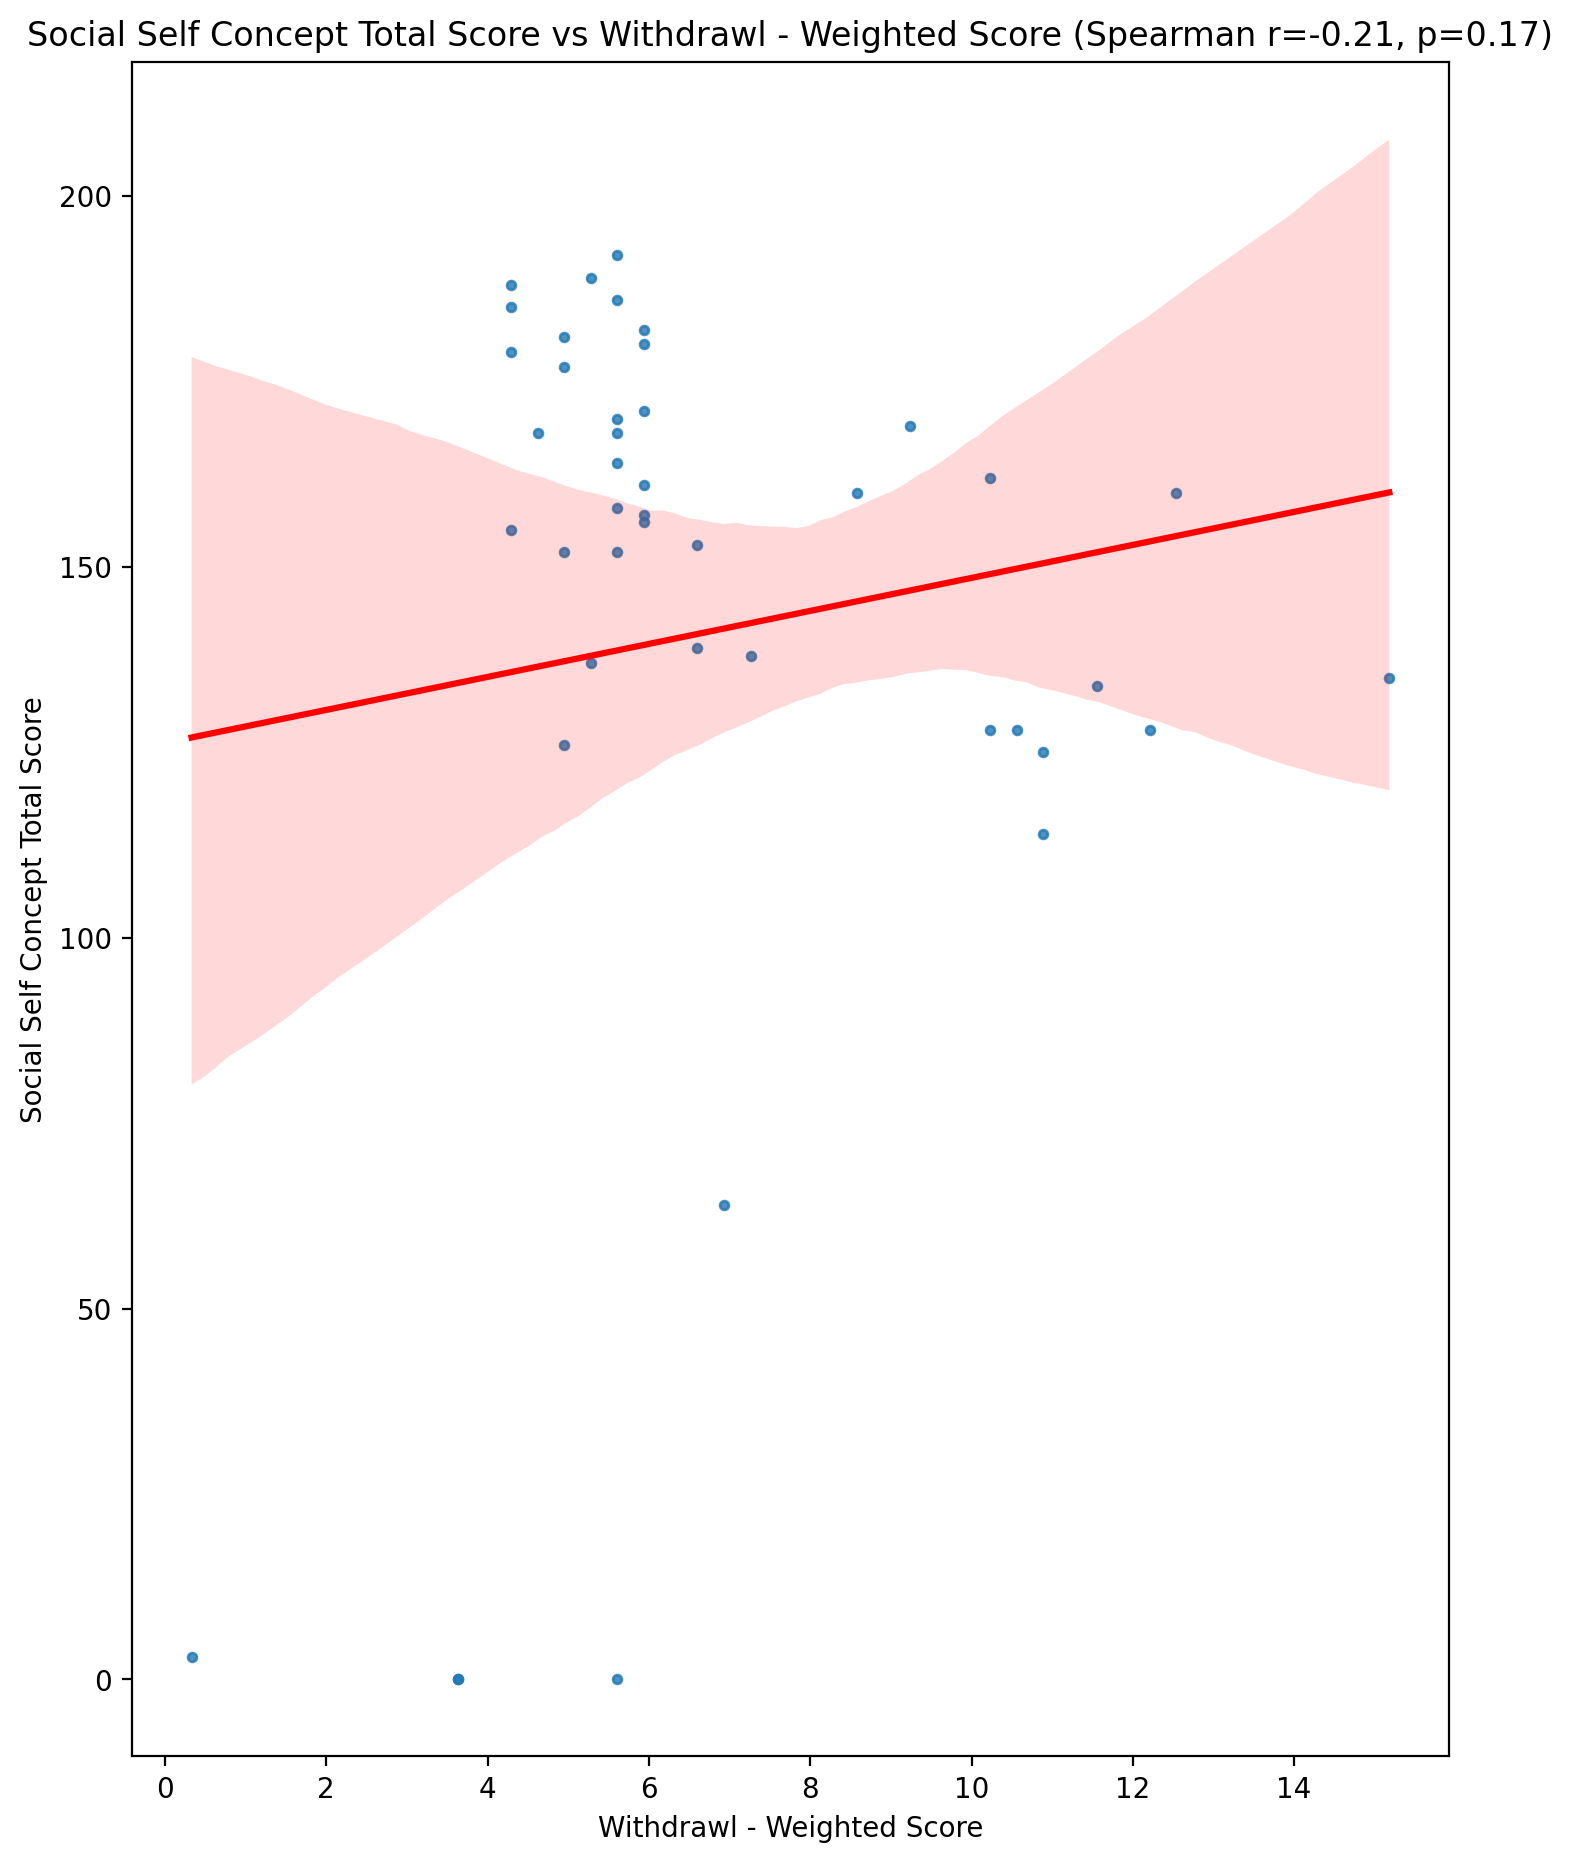 Social Self Concept Total Score vs Withdrawl - Weighted Score (Spearman r=-0.21, p=0.17)
200
150
100
50
0
Social Self Concept Total Score
0 2 4 6 8 10 12 14
Withdrawl - Weighted Score